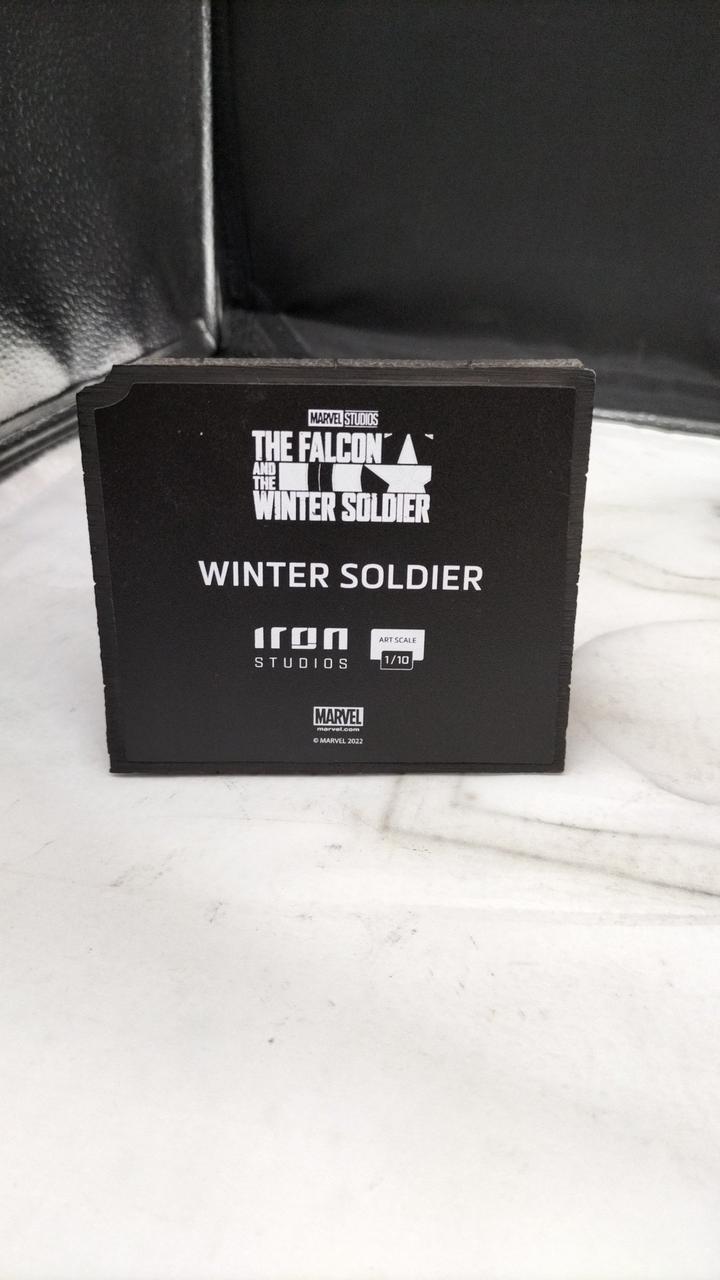 MARVEL STUDIOS
THE FALCON
AND
THE
WINTER SOLDIER
WINTER SOLDIER
IRON
STUDIOS
ART SCALE
1/10
MARVEL
marvel.com
© MARVEL 2022